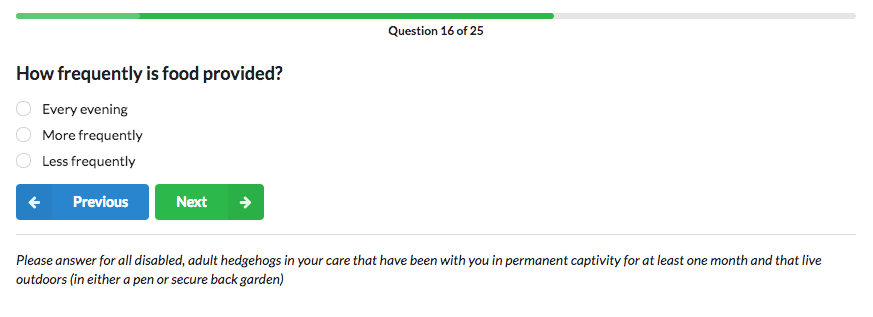 Question 16 of 25
How frequently is food provided?
Every evening
More frequently
Less frequently
Previous
Next
Please answer for all disabled, adult hedgehogs in your care that have been with you in permanent captivity for at least one month and that live
outdoors (in either a pen or secure back garden)